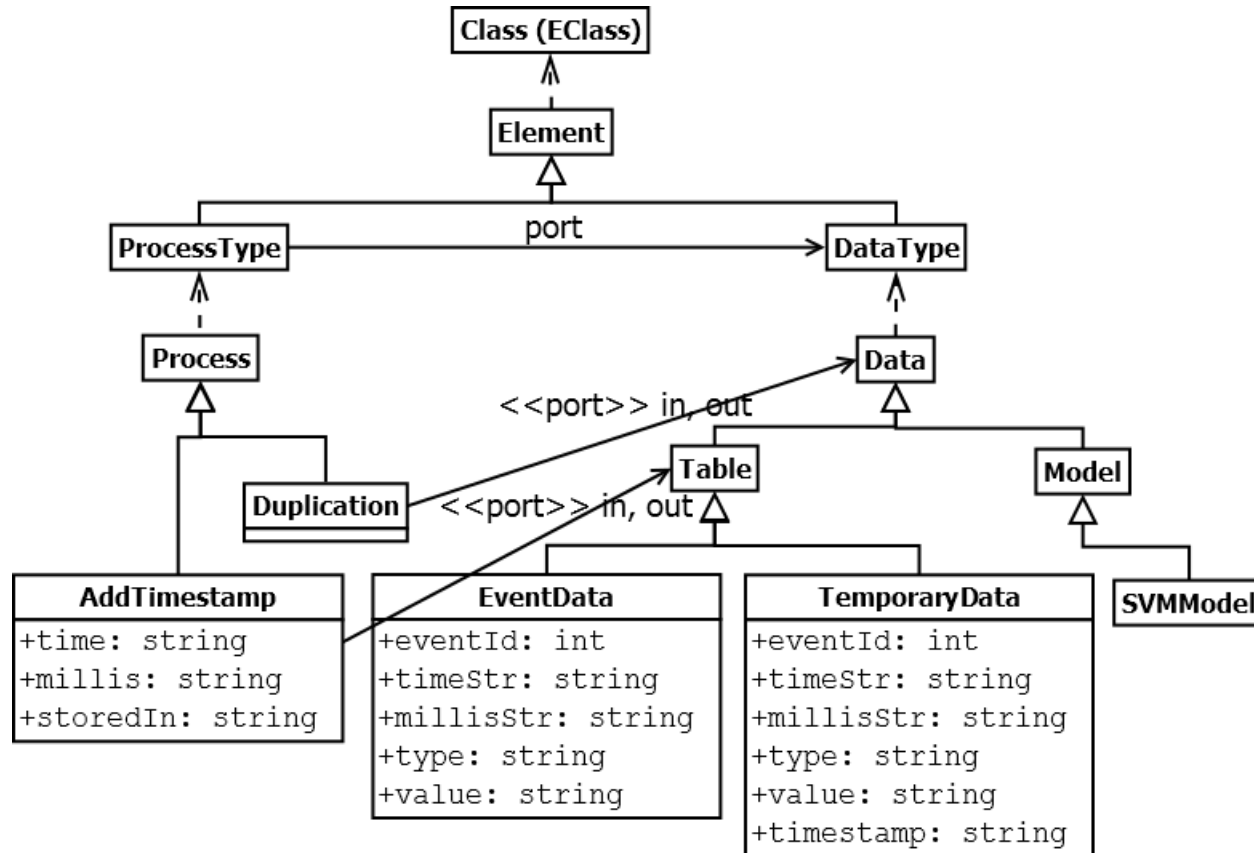 Class (EClass)
Element
port
ProcessType
DataType
Process
Data
<<port>> in, out
Table
Model
Duplication
<<port>> in, out
AddTimestamp
+time: string
+millis: string
+storedIn: string
EventData
+eventId: int
+timeStr: string
+millisStr: string
+type: string
+value: string
TemporaryData
+eventId: int
+timeStr: string
+millisStr: string
+type: string
+value: string
+timestamp: string
SVMModel